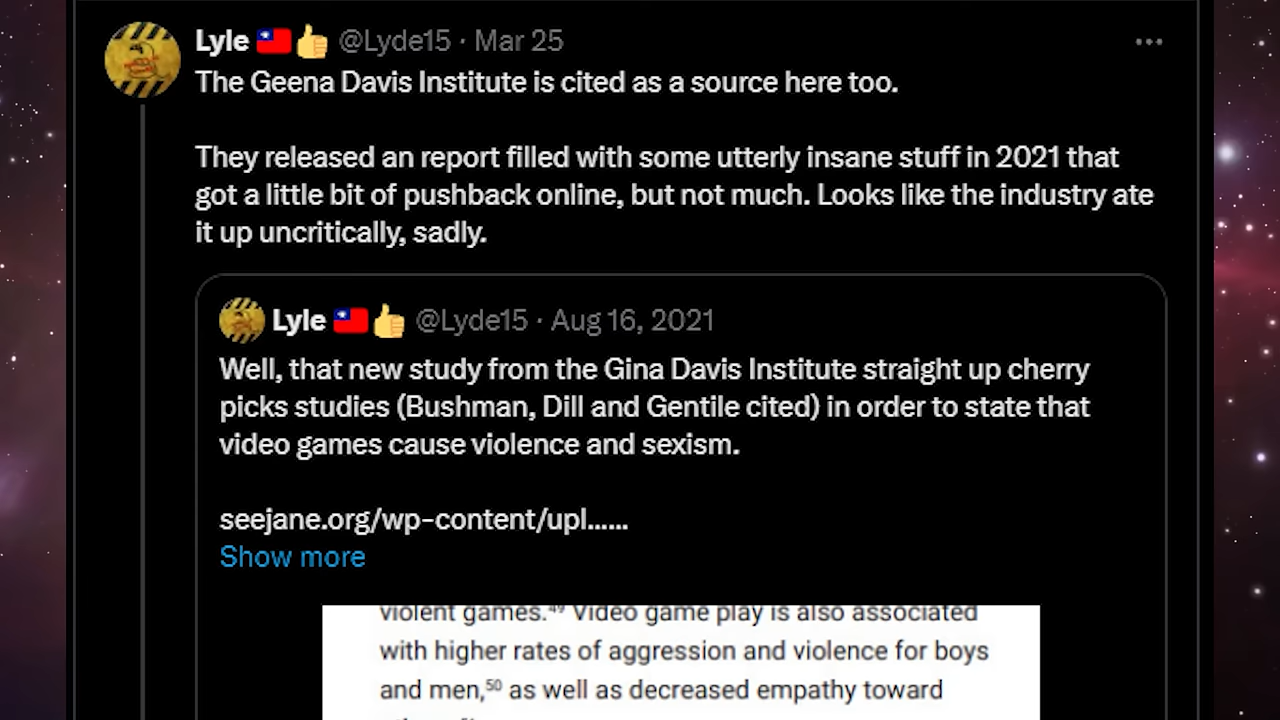 Lyle 🇹🇼👍 @Lyde15 · Mar 25
The Geena Davis Institute is cited as a source here too.
They released an report filled with some utterly insane stuff in 2021 that
got a little bit of pushback online, but not much. Looks like the industry ate
it up uncritically, sadly.
Lyle 🇹🇼👍 @Lyde15 · Aug 16, 2021
Well, that new study from the Gina Davis Institute straight up cherry
picks studies (Bushman, Dill and Gentile cited) in order to state that
video games cause violence and sexism.
seejane.org/wp-content/upl......
Show more
violent games.⁴⁹ Video game play is also associated
with higher rates of aggression and violence for boys
and men,⁵⁰ as well as decreased empathy toward